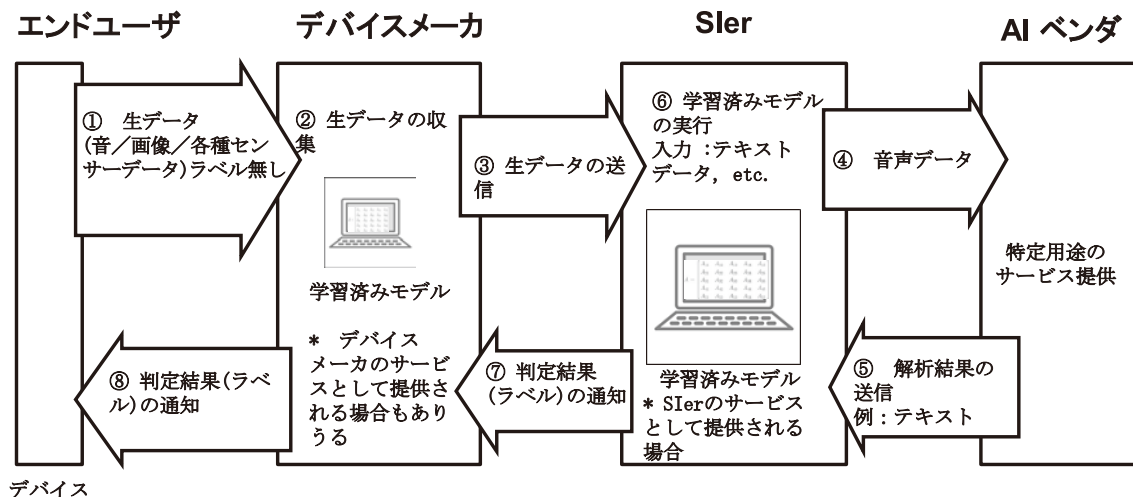 エンドユーザ
デバイスメーカ
SIer
AI ベンダ
① 生データ
(音／画像／各種セン
サーデータ)ラベル無し
② 生データの収
集
③ 生データの送
信
⑥ 学習済みモデル
の実行
入力 ：テキスト
データ, etc.
④ 音声データ
特定用途の
サービス提供
学習済みモデル
* デバイス
メーカのサービ
スとして提供さ
れる場合もあり
うる
学習済みモデル
* SIerのサービス
として提供される
場合
⑤ 解析結果の
送信
例：テキスト
⑦ 判定結果
(ラベル)の通知
⑧ 判定結果(ラベ
ル)の通知
デバイス